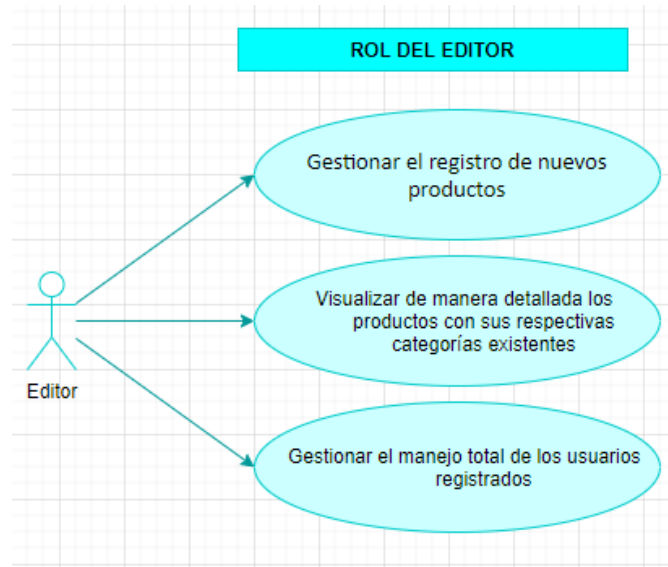 ROL DEL EDITOR
Gestionar el registro de nuevos
productos
Visualizar de manera detallada los
productos con sus respectivas
categorías existentes
Editor
Gestionar el manejo total de los usuarios
registrados